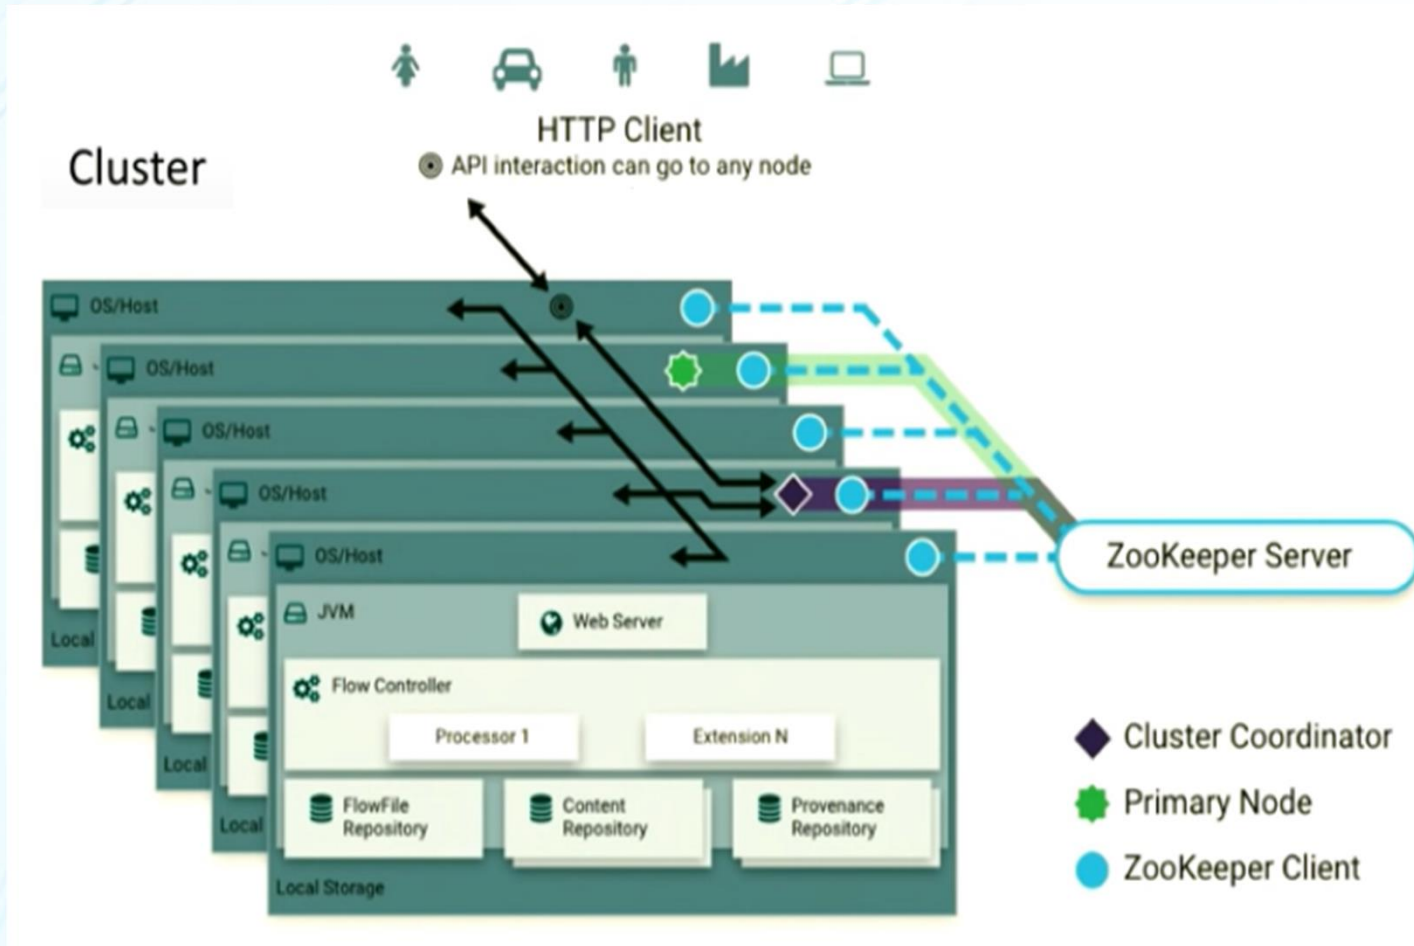 HTTP Client
API interaction can go to any node
Cluster
OS/Host
OS/Host
OS/Host
OS/Host
OS/Host
ZooKeeper Server
JVM
Web Server
Flow Controller
Processor 1
Extension N
FlowFile
Repository
Content
Repository
Provenance
Repository
Local
Local
Local
Local
Local Storage
Cluster Coordinator
Primary Node
ZooKeeper Client